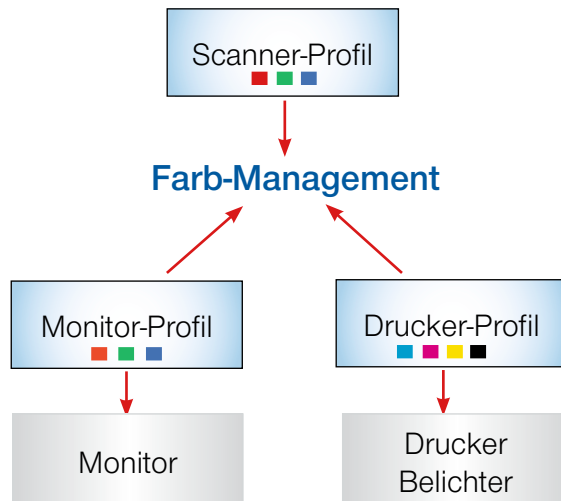 Scanner-Profil
Farb-Management
Monitor-Profil
Drucker-Profil
Monitor
Drucker
Belichter